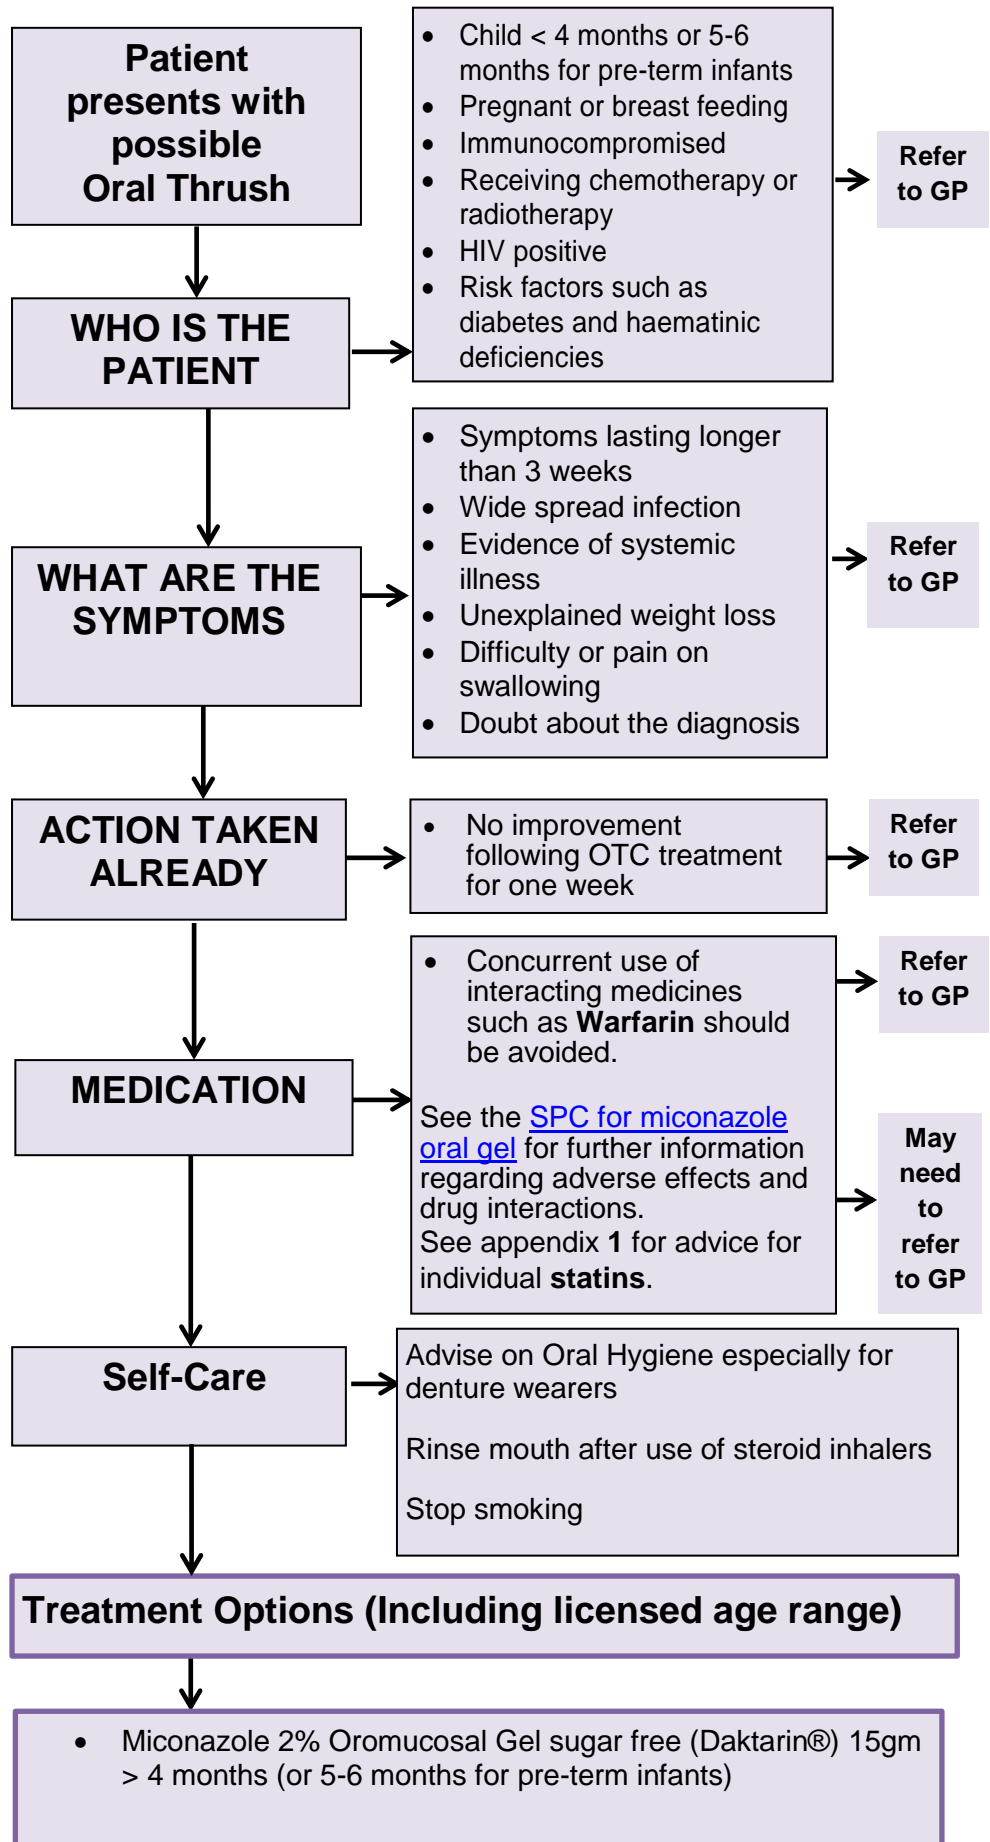 Patient
presents with
possible
Oral Thrush
• Child < 4 months or 5-6
months for pre-term infants
• Pregnant or breast feeding
• Immunocompromised
• Receiving chemotherapy or
radiotherapy
• HIV positive
• Risk factors such as
diabetes and haematinic
deficiencies
Refer
to GP
WHO IS THE
PATIENT
• Symptoms lasting longer
than 3 weeks
• Wide spread infection
• Evidence of systemic
illness
• Unexplained weight loss
• Difficulty or pain on
swallowing
• Doubt about the diagnosis
Refer
to GP
WHAT ARE THE
SYMPTOMS
ACTION TAKEN
ALREADY
• No improvement
following OTC treatment
for one week
Refer
to GP
MEDICATION
• Concurrent use of
interacting medicines
such as Warfarin should
be avoided.
See the SPC for miconazole
oral gel for further information
regarding adverse effects and
drug interactions.
See appendix 1 for advice for
individual statins.
Refer
to GP
May
need
to
refer
to GP
Self-Care
Advise on Oral Hygiene especially for
denture wearers
Rinse mouth after use of steroid inhalers
Stop smoking
Treatment Options (Including licensed age range)
• Miconazole 2% Oromucosal Gel sugar free (Daktarin®) 15gm
> 4 months (or 5-6 months for pre-term infants)